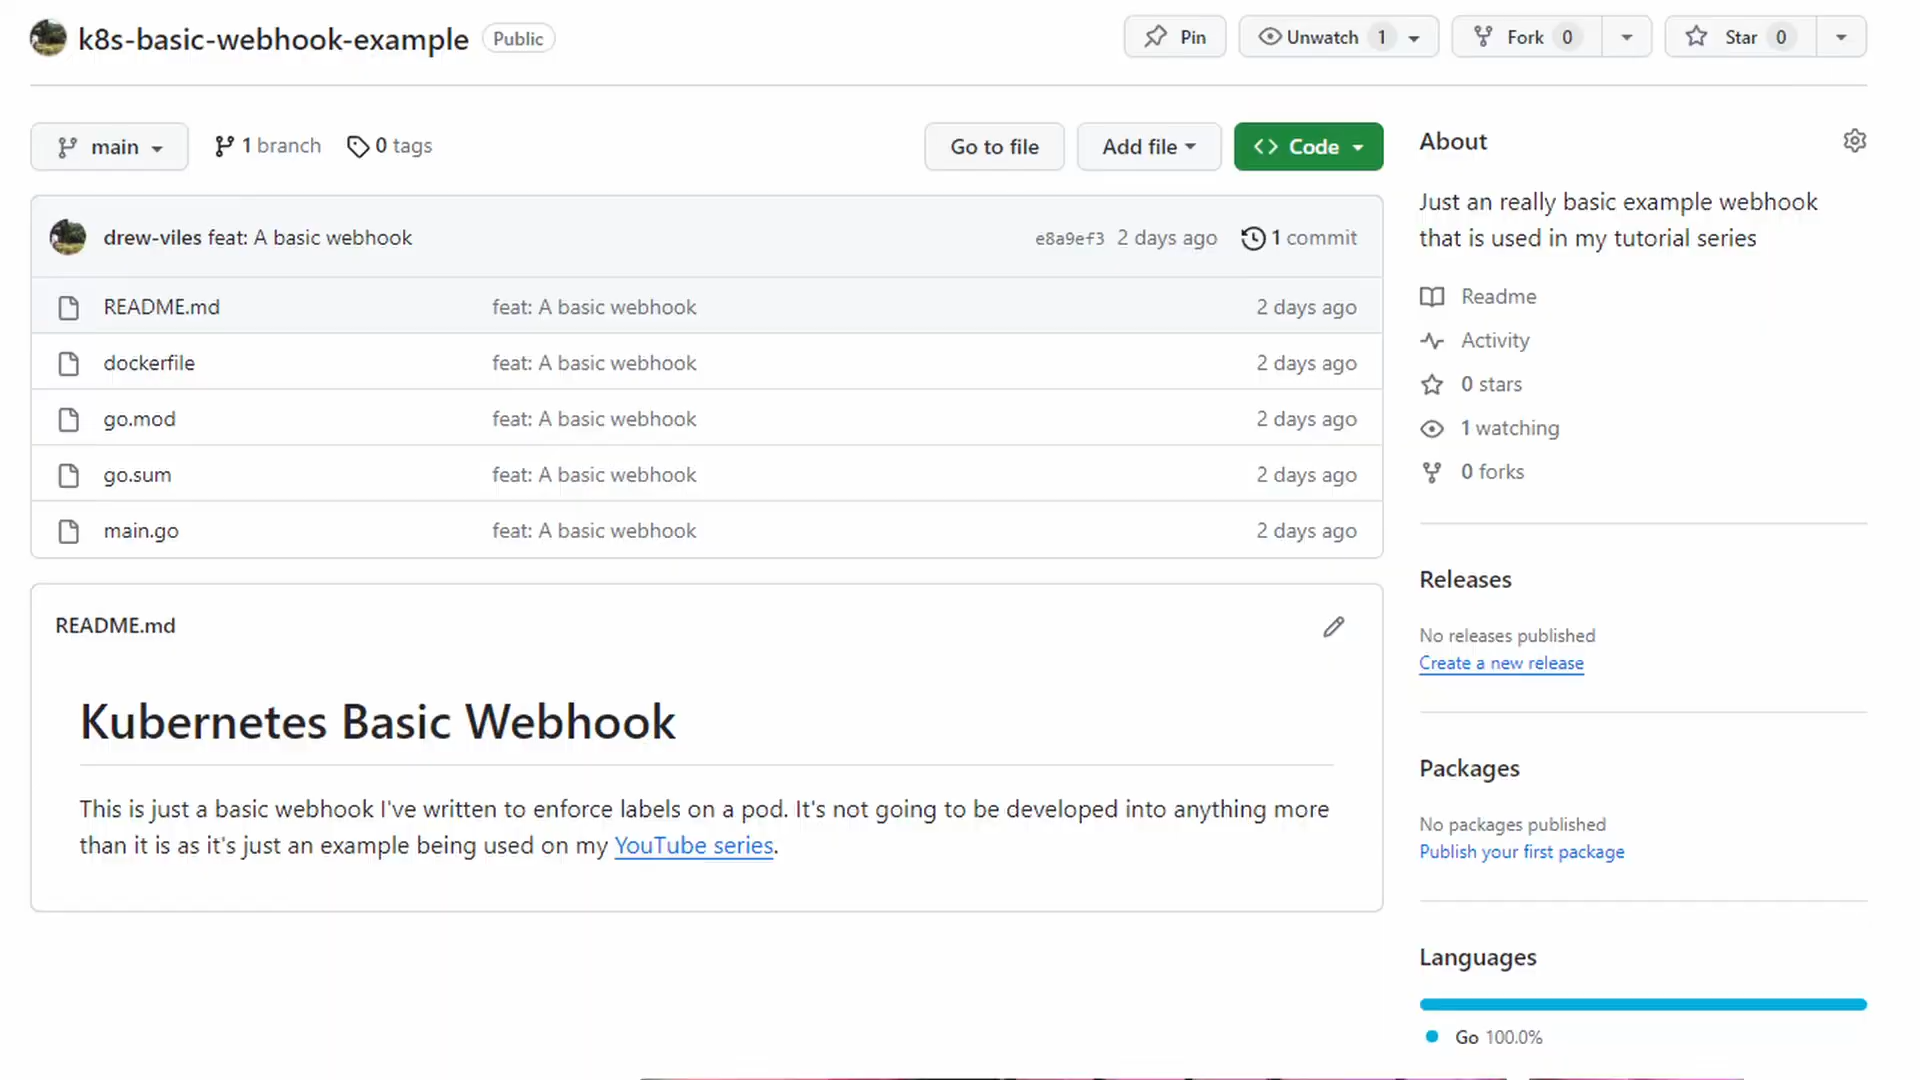 k8s-basic-webhook-example Public Pin Unwatch 1 Fork 0 Star 0
main 1 branch 0 tags Go to file Add file Code
drew-viles feat: A basic webhook e8a9ef3 2 days ago 1 commit
README.md feat: A basic webhook 2 days ago
dockerfile feat: A basic webhook 2 days ago
go.mod feat: A basic webhook 2 days ago
go.sum feat: A basic webhook 2 days ago
main.go feat: A basic webhook 2 days ago
README.md
Kubernetes Basic Webhook
This is just a basic webhook I've written to enforce labels on a pod. It's not going to be developed into anything more
than it is as it's just an example being used on my YouTube series.
About
Just an really basic example webhook
that is used in my tutorial series
Readme
Activity
0 stars
1 watching
0 forks
Releases
No releases published
Create a new release
Packages
No packages published
Publish your first package
Languages
Go 100.0%